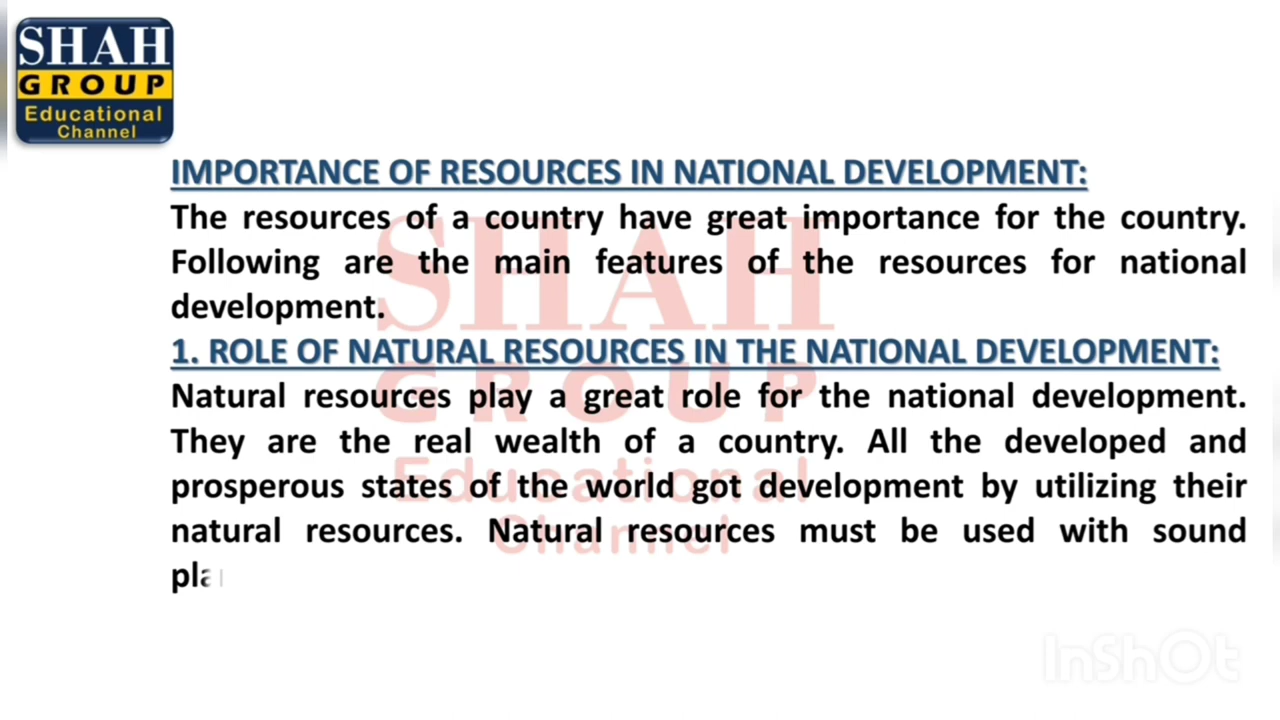 SHAH
GROUP
Educational
Channel
IMPORTANCE OF RESOURCES IN NATIONAL DEVELOPMENT:
The resources of a country have great importance for the country.
Following are the main features of the resources for national
development.
1. ROLE OF NATURAL RESOURCES IN THE NATIONAL DEVELOPMENT:
Natural resources play a great role for the national development.
They are the real wealth of a country. All the developed and
prosperous states of the world got development by utilizing their
natural resources. Natural resources must be used with sound
SHAH
GROUP
Educational
Channel
InShOt